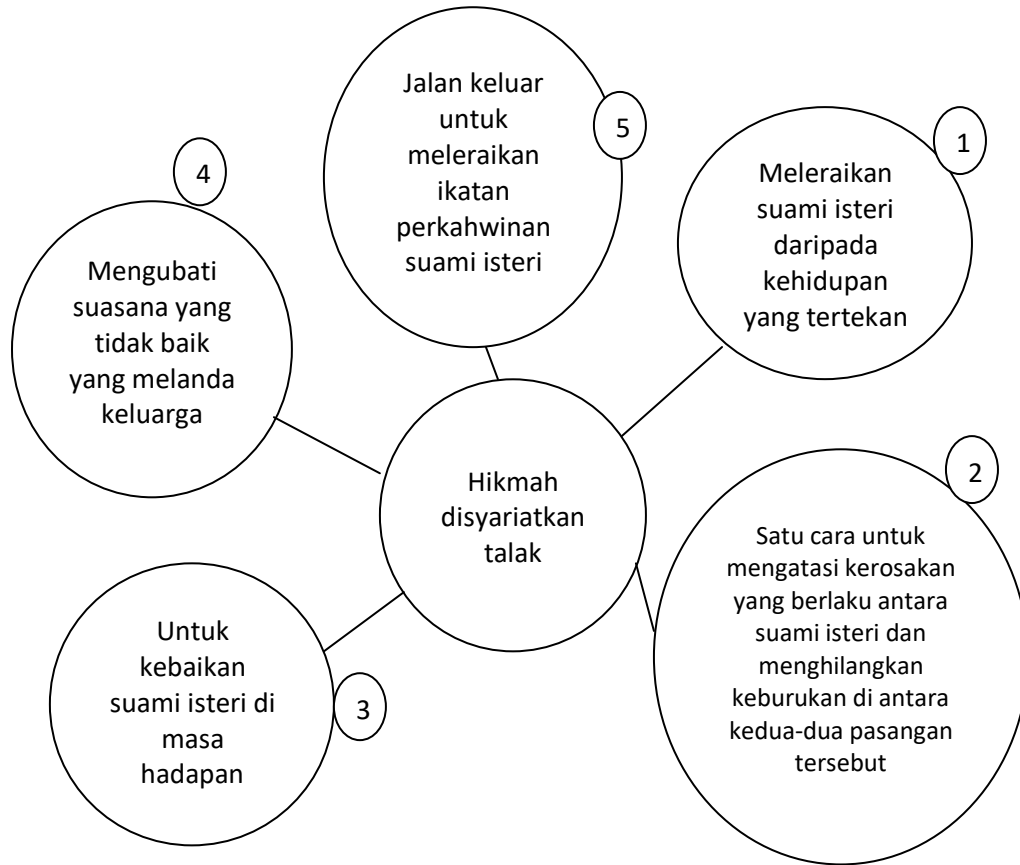 Hikmah
disyariatkan
talak
1
Meleraikan
suami isteri
daripada
kehidupan
yang tertekan
2
Satu cara untuk
mengatasi kerosakan
yang berlaku antara
suami isteri dan
menghilangkan
keburukan di antara
kedua-dua pasangan
tersebut
3
Untuk
kebaikan
suami isteri di
masa
hadapan
4
Mengubati
suasana yang
tidak baik
yang melanda
keluarga
5
Jalan keluar
untuk
meleraikan
ikatan
perkahwinan
suami isteri